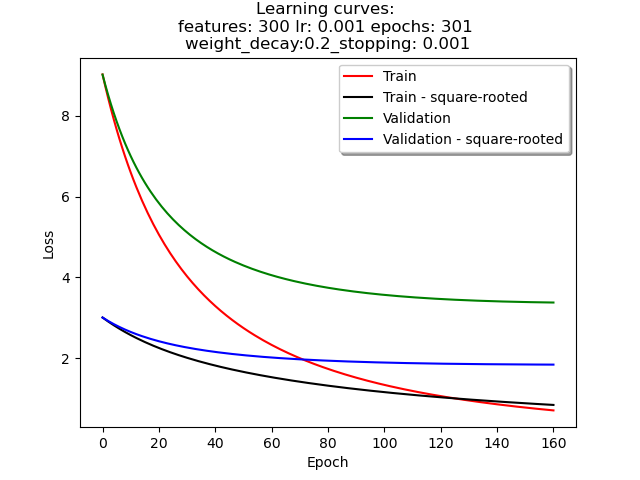 Learning curves:
features: 300 lr: 0.001 epochs: 301
weight_decay:0.2_stopping: 0.001
Train
Train - square-rooted
Validation
Validation - square-rooted
Loss
8
6
4
2
0 20 40 60 80 100 120 140 160
Epoch